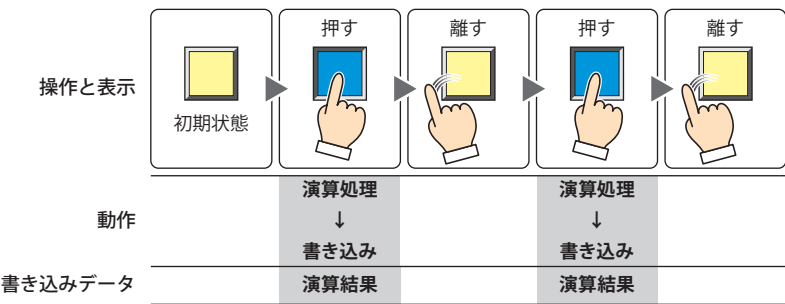 押す
離す
押す
離す
操作と表示
初期状態
演算処理
演算処理
動作
↓
↓
書き込み
書き込み
書き込みデータ
演算結果
演算結果